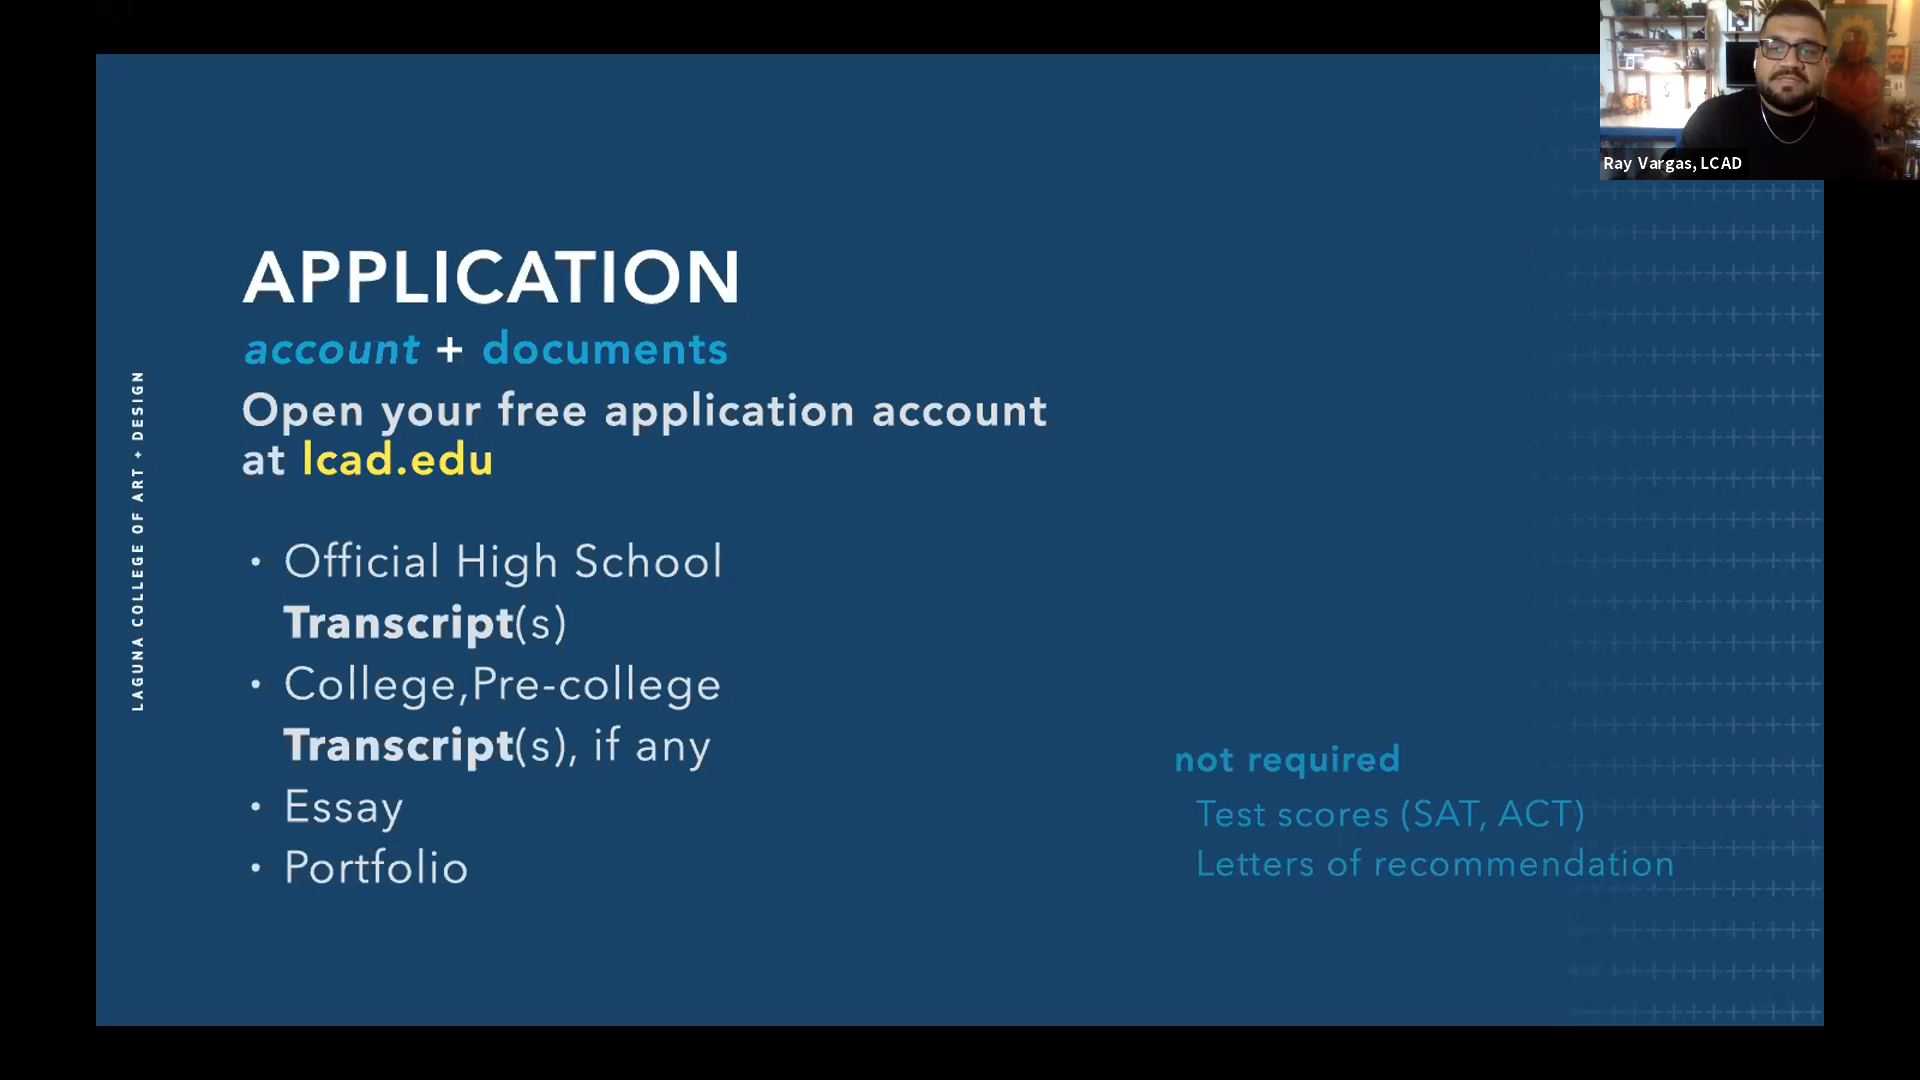 Ray Vargas, LCAD
APPLICATION
account + documents
Open your free application account
at lcad.edu
• Official High School
Transcript(s)
• College,Pre-college
Transcript(s), if any
• Essay
• Portfolio
not required
Test scores (SAT, ACT)
Letters of recommendation
LAGUNA COLLEGE OF ART + DESIGN